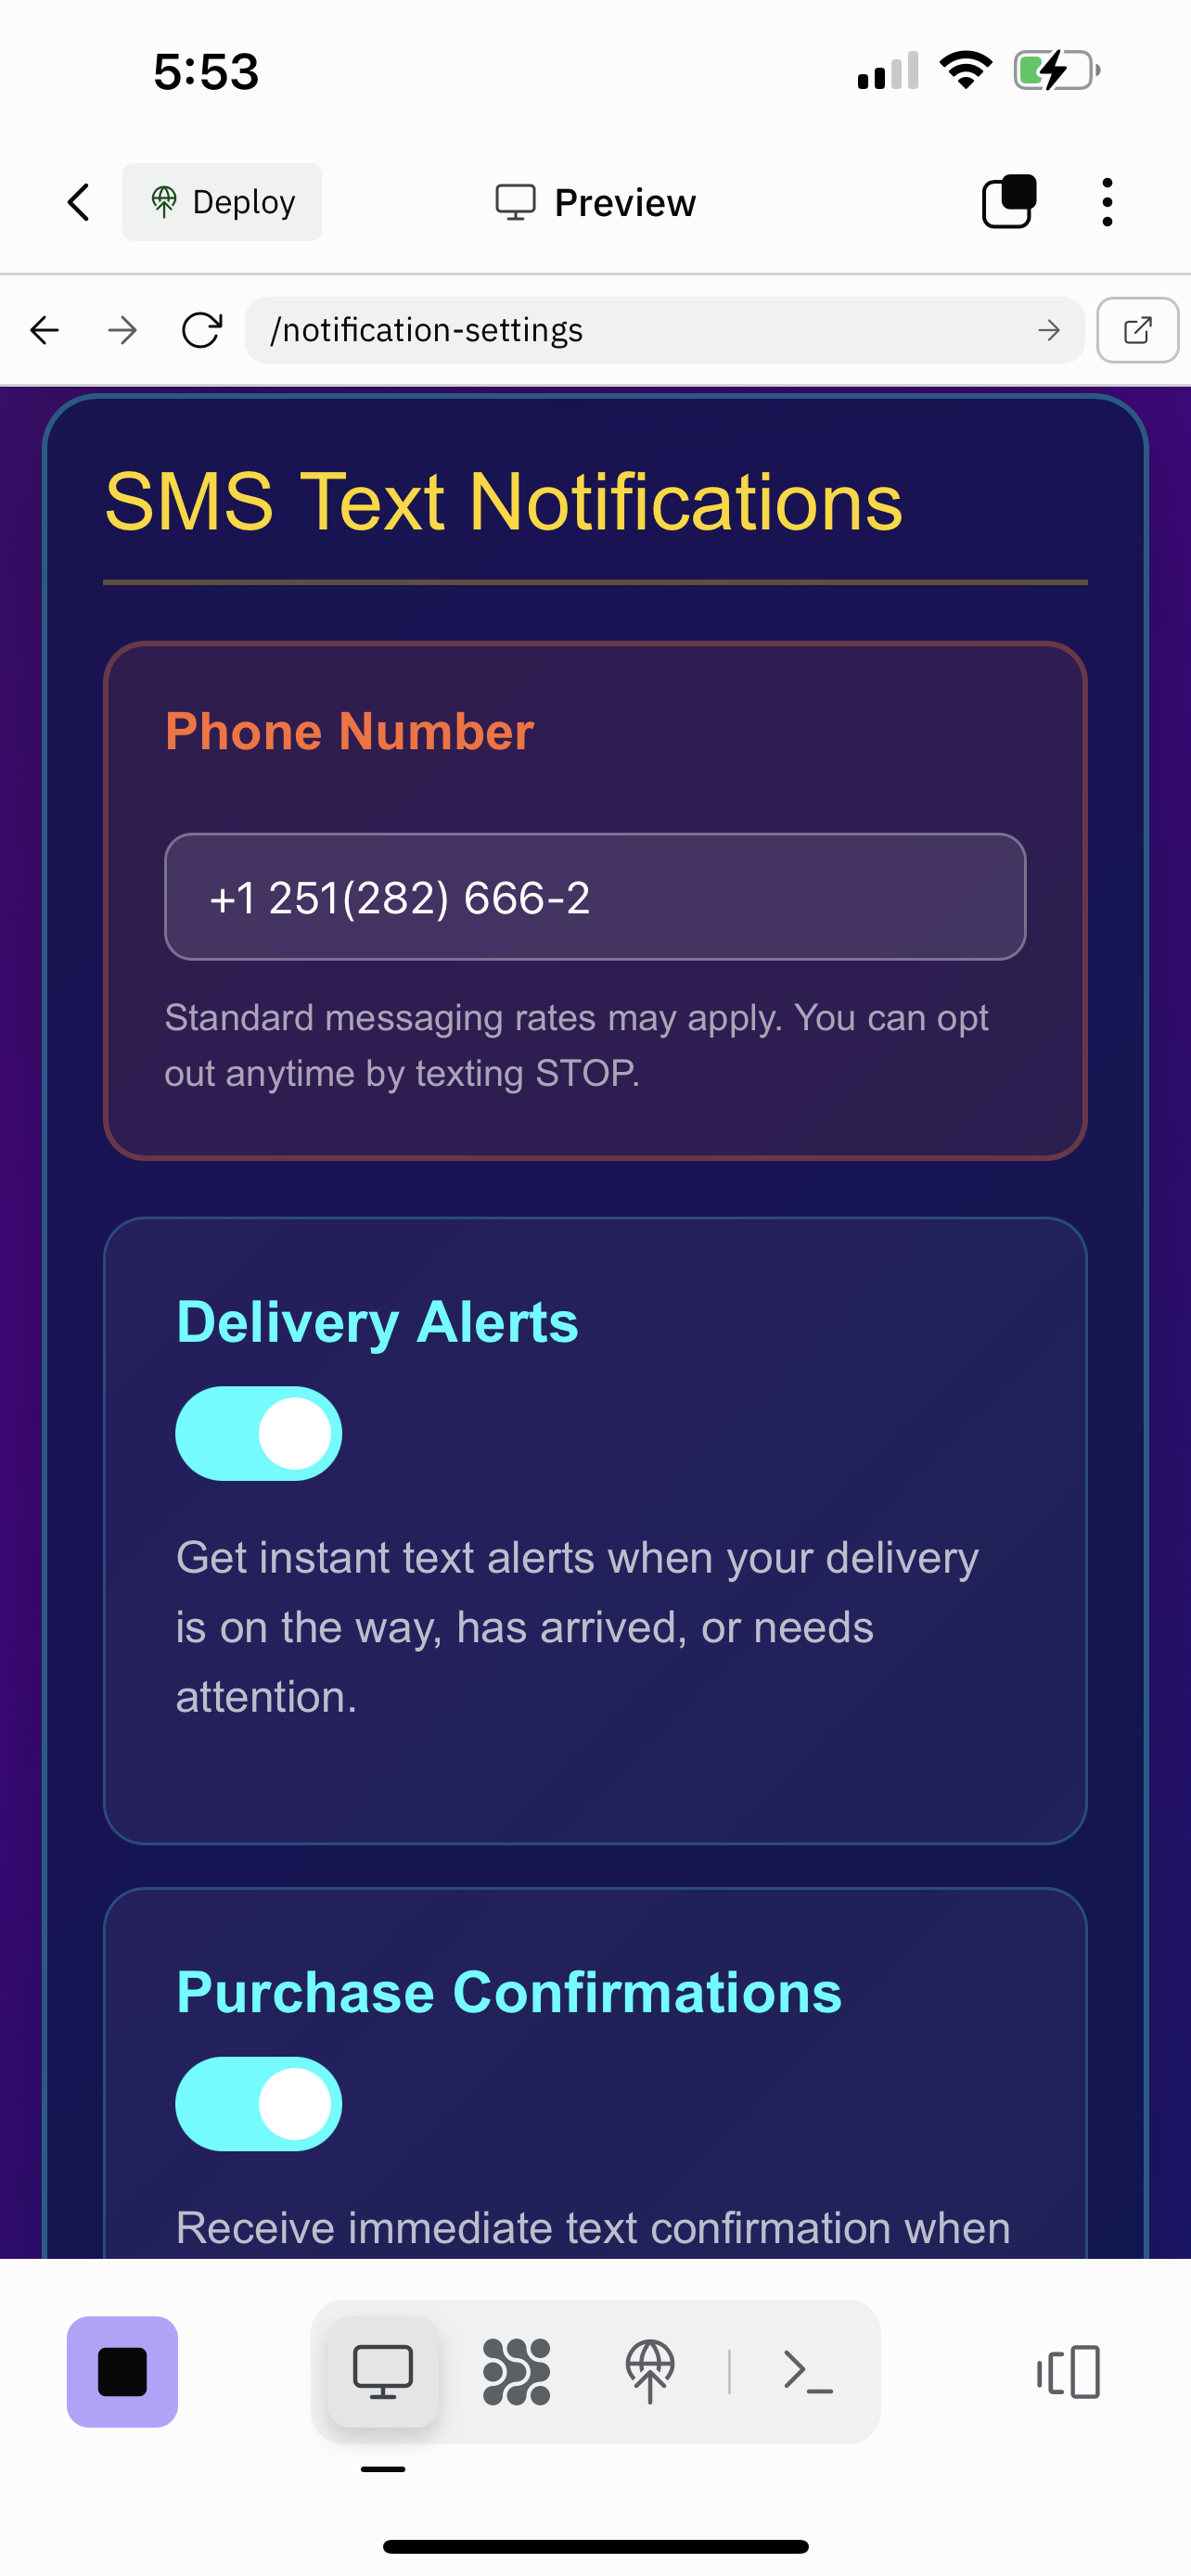 5:53
Deploy
Preview
/notification-settings
SMS Text Notifications
Phone Number
+1 251(282) 666-2
Standard messaging rates may apply. You can opt
out anytime by texting STOP.
Delivery Alerts
Get instant text alerts when your delivery
is on the way, has arrived, or needs
attention.
Purchase Confirmations
Receive immediate text confirmation when